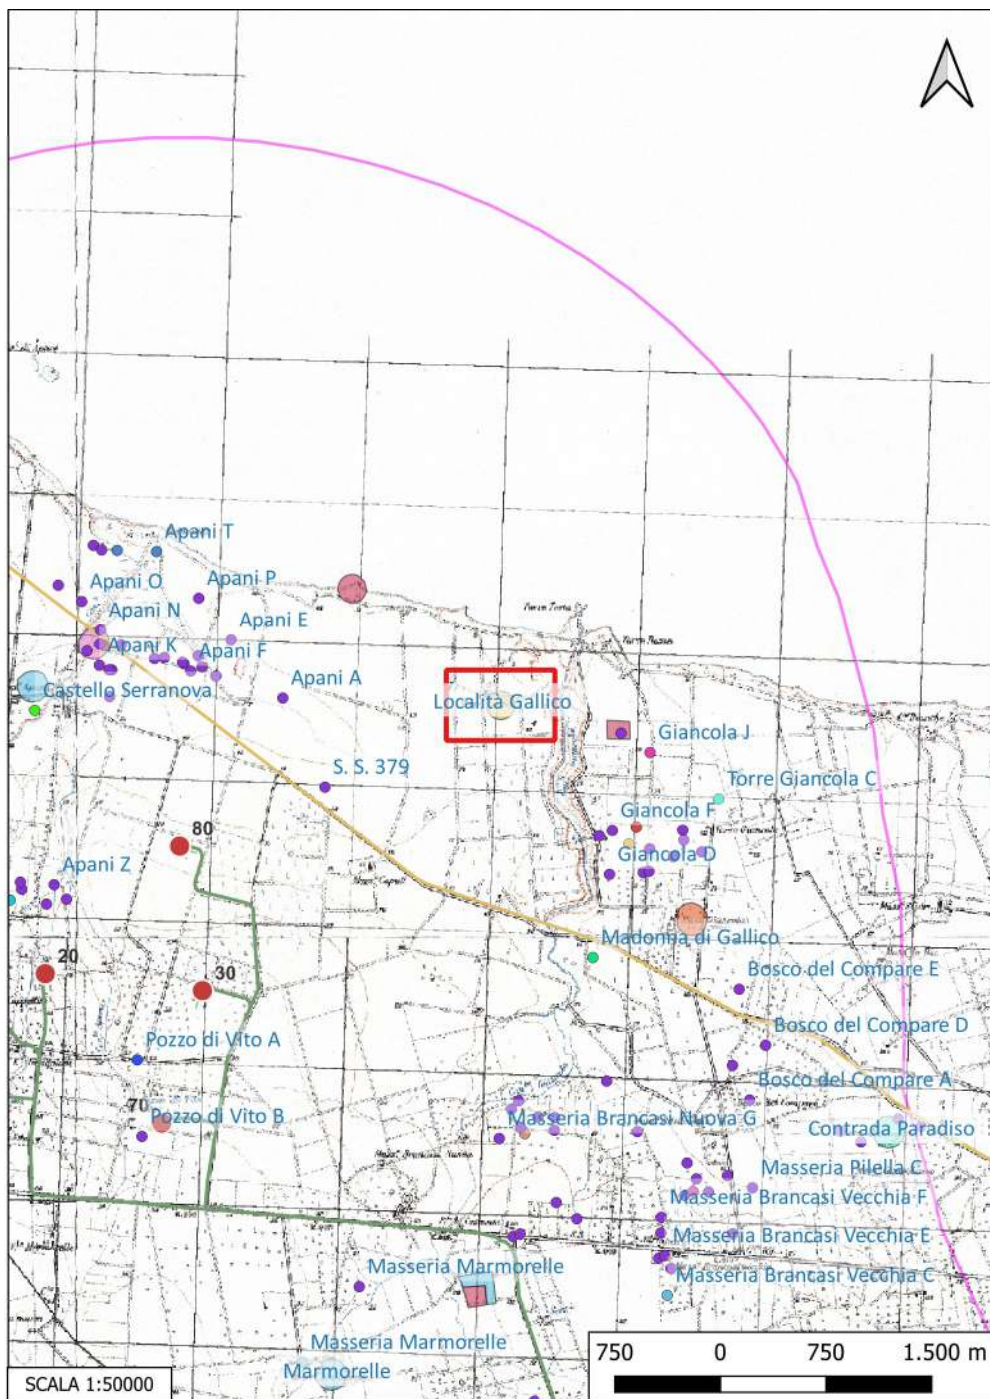 Apani T
Apani O
Apani P
Apani N
Apani E
Apani K
Apani F
Castello Serranova
Apani A
Località Gallico
Giancola J
S. S. 379
Torre Giancola C
Giancola F
80
Giancola D
Apani Z
Madonna di Gallico
20
30
Bosco del Compare E
Pozzo di Vito A
Bosco del Compare D
Bosco del Compare A
70
Pozzo di Vito B
Masseria Brancasi Nuova G
Contrada Paradiso
Masseria Pilella C
Masseria Brancasi Vecchia F
Masseria Brancasi Vecchia E
Masseria Marmorelle
Masseria Brancasi Vecchia C
Masseria Marmorelle
Marmorelle
750 0 750 1.500 m
SCALA 1:50000